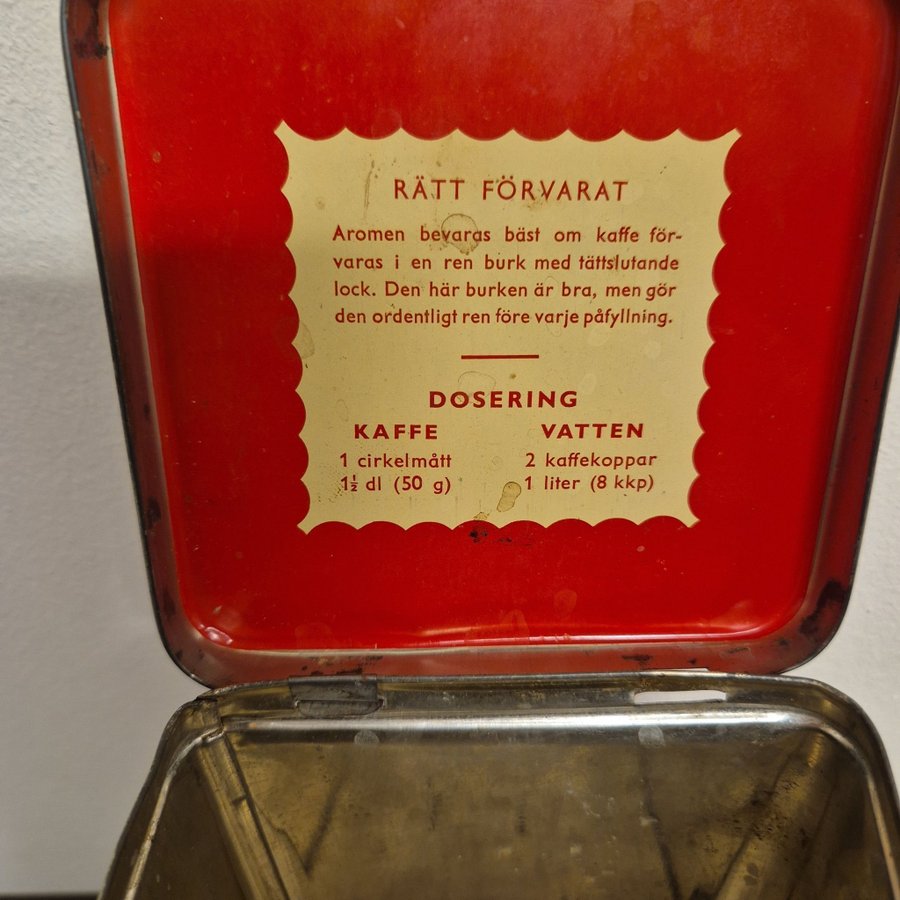 RÄTT FÖRVARAT
Aromen bevaras bäst om kaffe för-
varas i en ren burk med tättslutande
lock. Den här burken är bra, men gör
den ordentligt ren före varje påfyllning.
DOSERING
KAFFE VATTEN
1 cirkelmått 2 kaffekoppar
1½ dl (50 g) 1 liter (8 kkp)